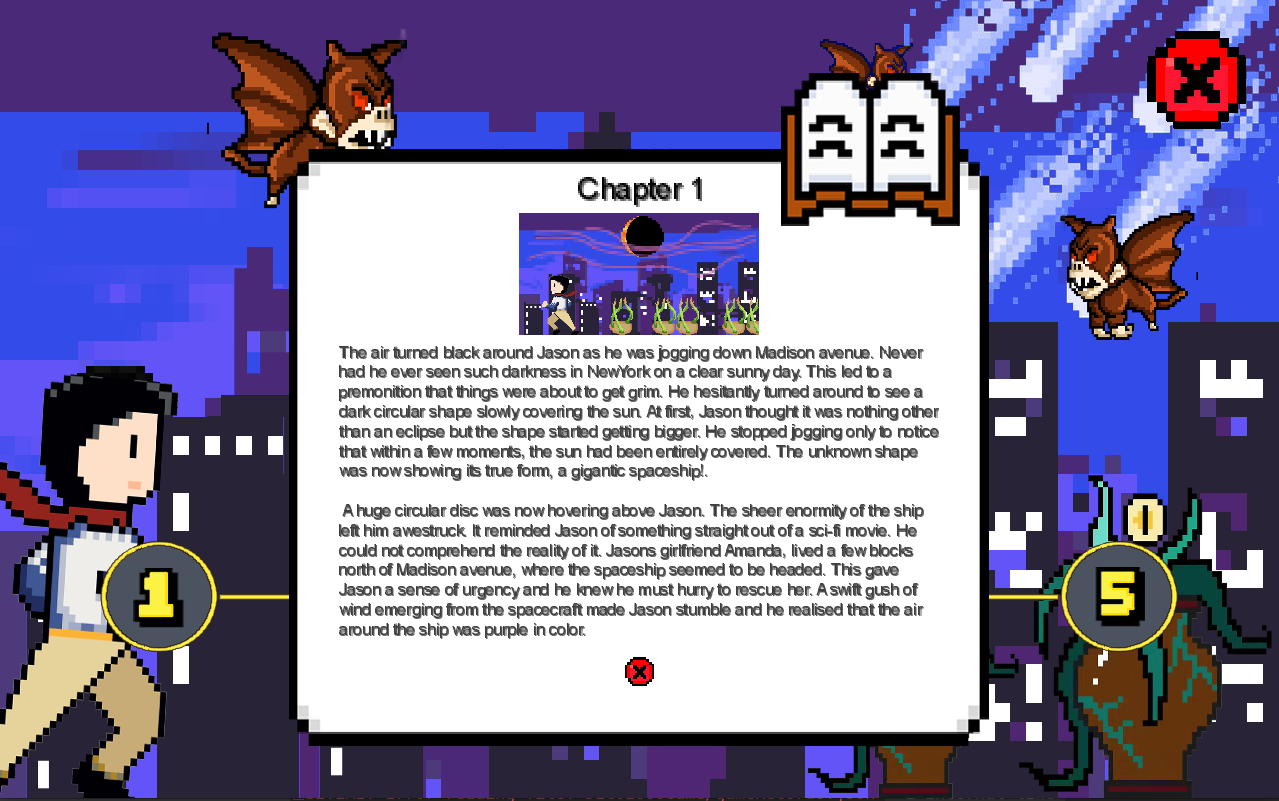 Chapter 1
The air turned black around Jason as he was jogging down Madison avenue. Never
had he ever seen such darkness in NewYork on a clear sunny day. This led to a
premonition that things were about to get grim. He hesitantly turned around to see a
dark circular shape slowly covering the sun. At first, Jason thought it was nothing other
than an eclipse but the shape started getting bigger. He stopped jogging only to notice
that within a few moments, the sun had been entirely covered. The unknown shape
was now showing its true form, a gigantic spaceship!.
A huge circular disc was now hovering above Jason. The sheer enormity of the ship
left him awestruck. It reminded Jason of something straight out of a sci-fi movie. He
could not comprehend the reality of it. Jasons girlfriend Amanda, lived a few blocks
north of Madison avenue, where the spaceship seemed to be headed. This gave
Jason a sense of urgency and he knew he must hurry to rescue her. A swift gush of
wind emerging from the spacecraft made Jason stumble and he realised that the air
around the ship was purple in color.
1
5